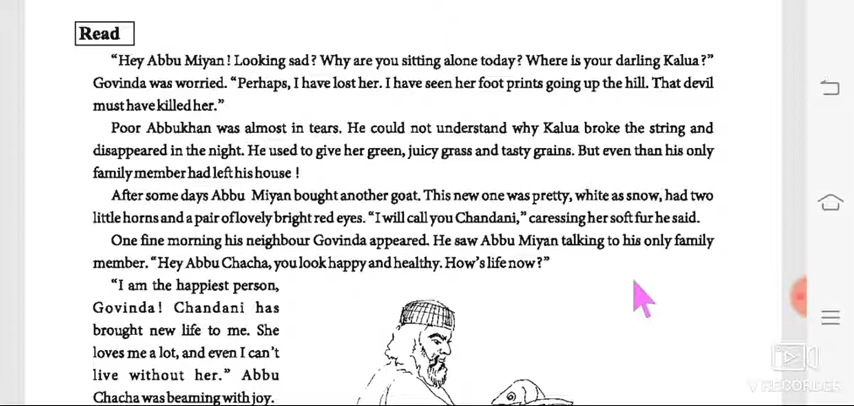 Read
“Hey Abbu Miyan! Looking sad? Why are you sitting alone today? Where is your darling Kalua?”
Govinda was worried. “Perhaps, I have lost her. I have seen her foot prints going up the hill. That devil
must have killed her.”
Poor Abbukhan was almost in tears. He could not understand why Kalua broke the string and
disappeared in the night. He used to give her green, juicy grass and tasty grains. But even than his only
family member had left his house !
After some days Abbu Miyan bought another goat. This new one was pretty, white as snow, had two
little horns and a pair of lovely bright red eyes. “I will call you Chandani,” caressing her soft fur he said.
One fine morning his neighbour Govinda appeared. He saw Abbu Miyan talking to his only family
member. “Hey Abbu Chacha, you look happy and healthy. How’s life now?”
“I am the happiest person,
Govinda! Chandani has
brought new life to me. She
loves me a lot, and even I can’t
live without her.” Abbu
Chacha was beaming with joy.
V RECORDER